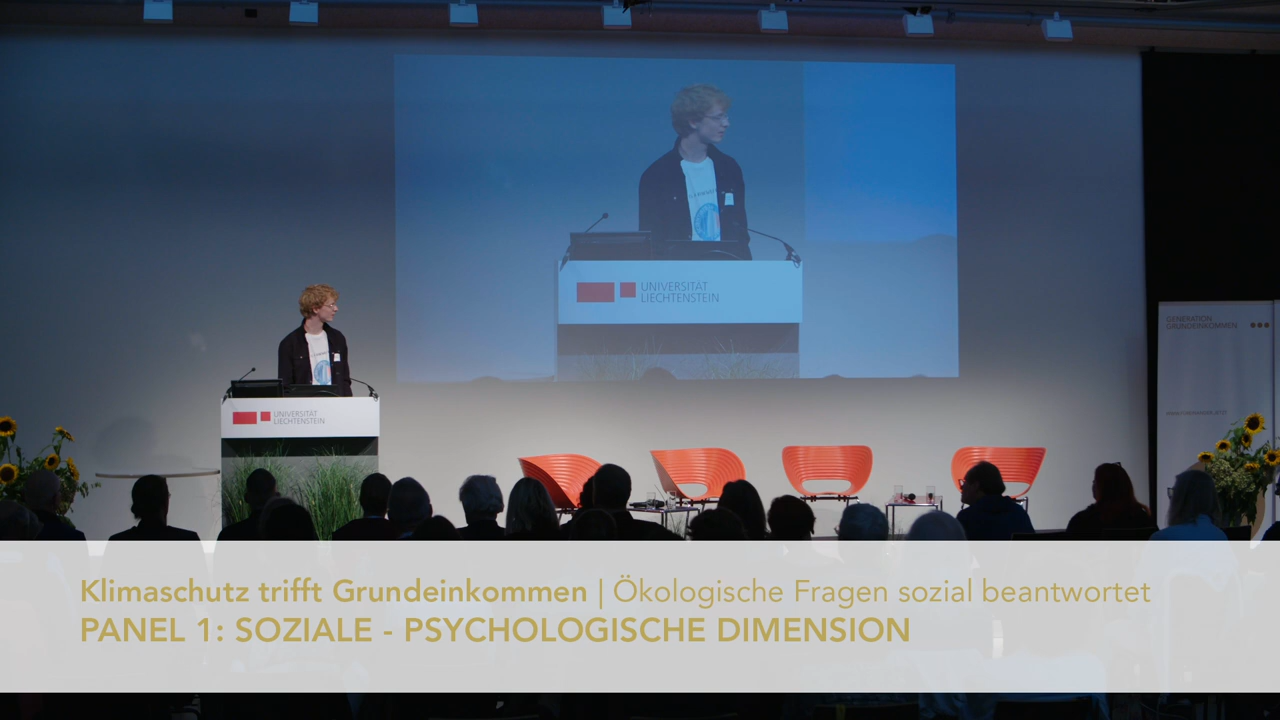 UNIVERSITÄT
LIECHTENSTEIN
GENERATION
GRUNDEINKOMMEN
UNIVERSITÄT
LIECHTENSTEIN
Klimaschutz trifft Grundeinkommen | Ökologische Fragen sozial beantwortet
PANEL 1: SOZIALE - PSYCHOLOGISCHE DIMENSION